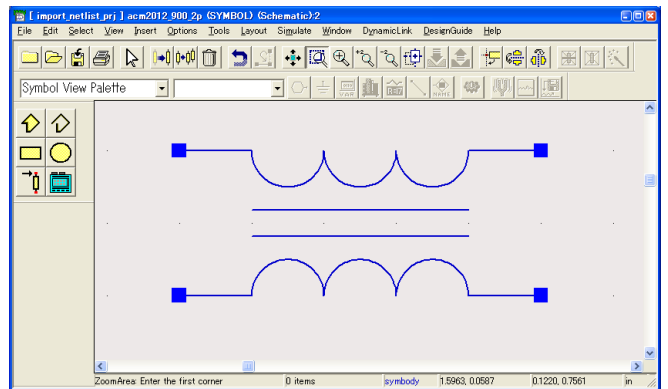 [ import_netlist_prj ] acm2012_900_2p (SYMBOL) (Schematic):2
File Edit Select View Insert Options Tools Layout Simulate Window DynamicLink DesignGuide Help
Symbol View Palette
VAR
NAME
ZoomArea: Enter the first corner 0 items symbody 1.5963, 0.0587 0.1220, 0.7561 in